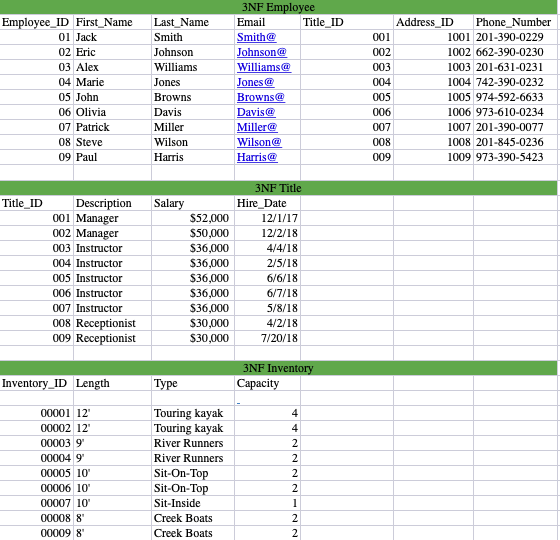 3NF Employee
Employee_ID First_Name Last_Name Email Title_ID Address_ID Phone_Number
01 Jack Smith Smith@ 001 1001 201-390-0229
02 Eric Johnson Johnson@ 002 1002 662-390-0230
03 Alex Williams Williams@ 003 1003 201-631-0231
04 Marie Jones Jones@ 004 1004 742-390-0232
05 John Browns Browns@ 005 1005 974-592-6633
06 Olivia Davis Davis@ 006 1006 973-610-0234
07 Patrick Miller Miller@ 007 1007 201-390-0077
08 Steve Wilson Wilson@ 008 1008 201-845-0236
09 Paul Harris Harris@ 009 1009 973-390-5423
3NF Title
Title_ID Description Salary Hire_Date
001 Manager $52,000 12/1/17
002 Manager $50,000 12/2/18
003 Instructor $36,000 4/4/18
004 Instructor $36,000 2/5/18
005 Instructor $36,000 6/6/18
006 Instructor $36,000 6/7/18
007 Instructor $36,000 5/8/18
008 Receptionist $30,000 4/2/18
009 Receptionist $30,000 7/20/18
3NF Inventory
Inventory_ID Length Type Capacity
00001 12' Touring kayak 4
00002 12' Touring kayak 4
00003 9' River Runners 2
00004 9' River Runners 2
00005 10' Sit-On-Top 2
00006 10' Sit-On-Top 2
00007 10' Sit-Inside 1
00008 8' Creek Boats 2
00009 8' Creek Boats 2